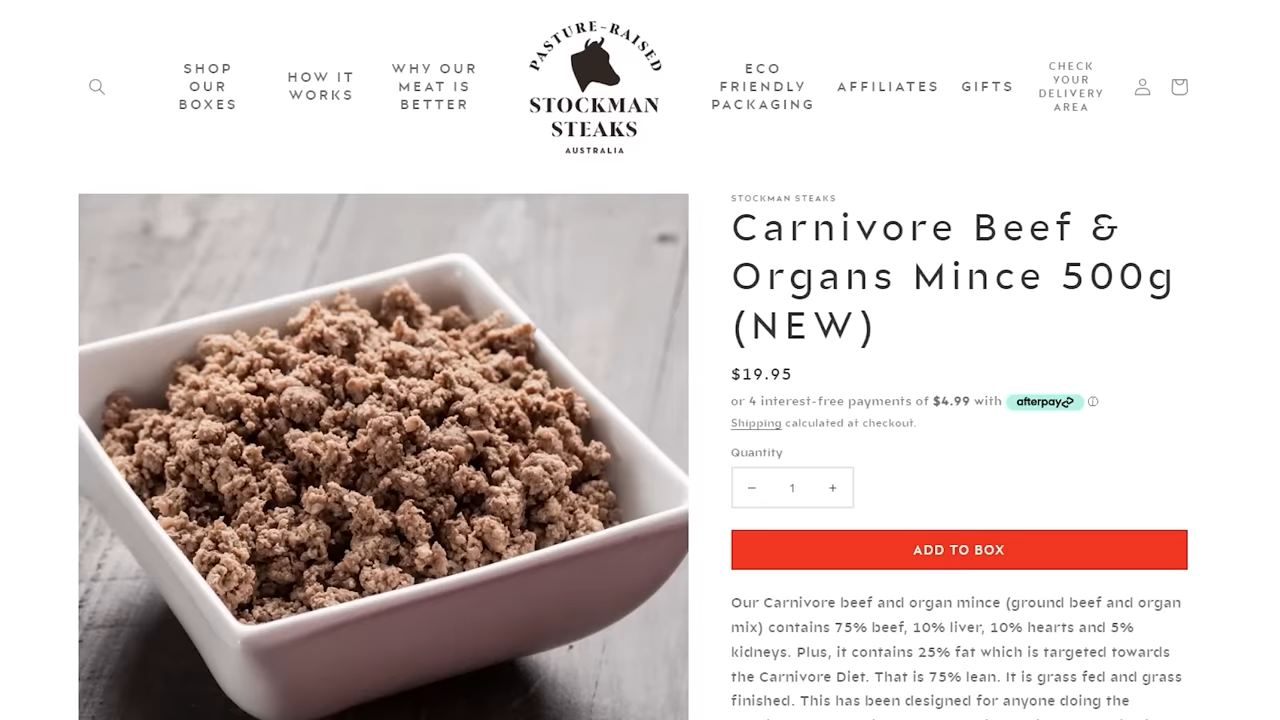 SHOP
OUR
BOXES
HOW IT
WORKS
WHY OUR
MEAT IS
BETTER
PASTURE-RAISED
STOCKMAN
STEAKS
AUSTRALIA
ECO
FRIENDLY
PACKAGING
AFFILIATES
GIFTS
CHECK
YOUR
DELIVERY
AREA
STOCKMAN STEAKS
Carnivore Beef &
Organs Mince 500g
(NEW)
$19.95
or 4 interest-free payments of $4.99 with afterpay
Shipping calculated at checkout.
Quantity
− 1 +
ADD TO BOX
Our Carnivore beef and organ mince (ground beef and organ
mix) contains 75% beef, 10% liver, 10% hearts and 5%
kidneys. Plus, it contains 25% fat which is targeted towards
the Carnivore Diet. That is 75% lean. It is grass fed and grass
finished. This has been designed for anyone doing the